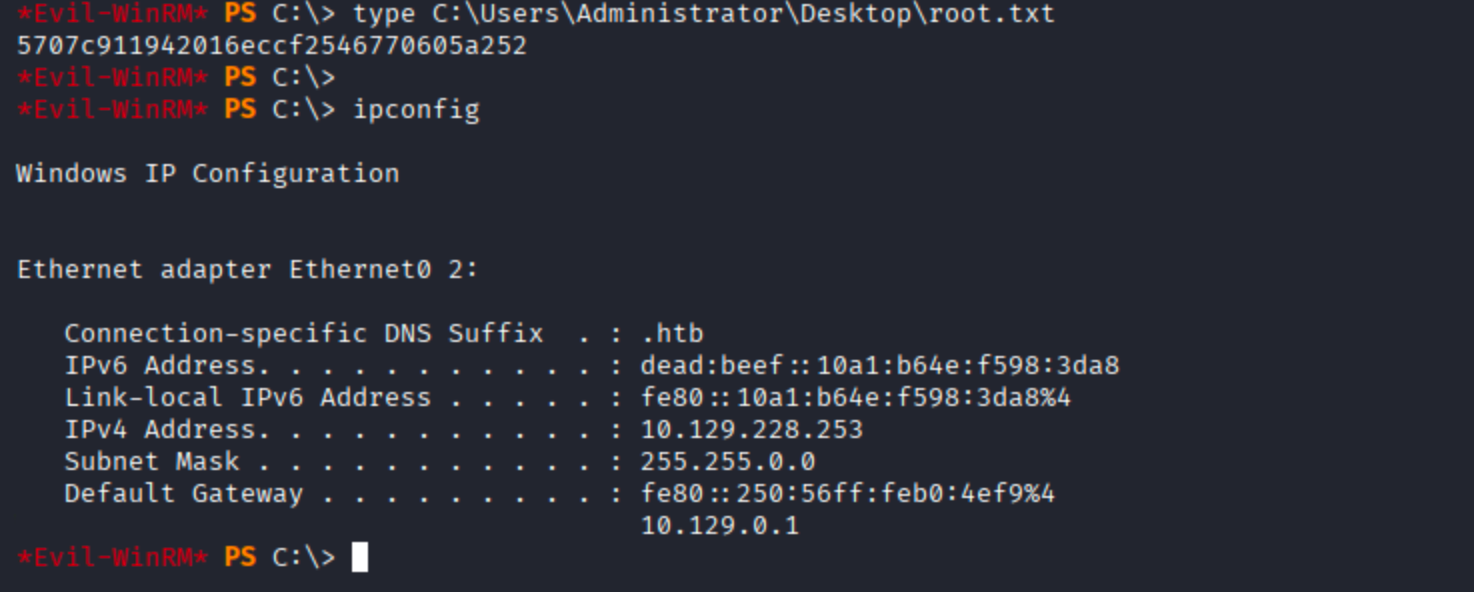 *Evil-WinRM* PS C:\> type C:\Users\Administrator\Desktop\root.txt
5707c911942016eccf2546770605a252
*Evil-WinRM* PS C:\>
*Evil-WinRM* PS C:\> ipconfig
Windows IP Configuration
Ethernet adapter Ethernet0 2:
   Connection-specific DNS Suffix  . : .htb
   IPv6 Address. . . . . . . . . . . : dead:beef::10a1:b64e:f598:3da8
   Link-local IPv6 Address . . . . . : fe80::10a1:b64e:f598:3da8%4
   IPv4 Address. . . . . . . . . . . : 10.129.228.253
   Subnet Mask . . . . . . . . . . . : 255.255.0.0
   Default Gateway . . . . . . . . . : fe80::250:56ff:feb0:4ef9%4
                                       10.129.0.1
*Evil-WinRM* PS C:\>